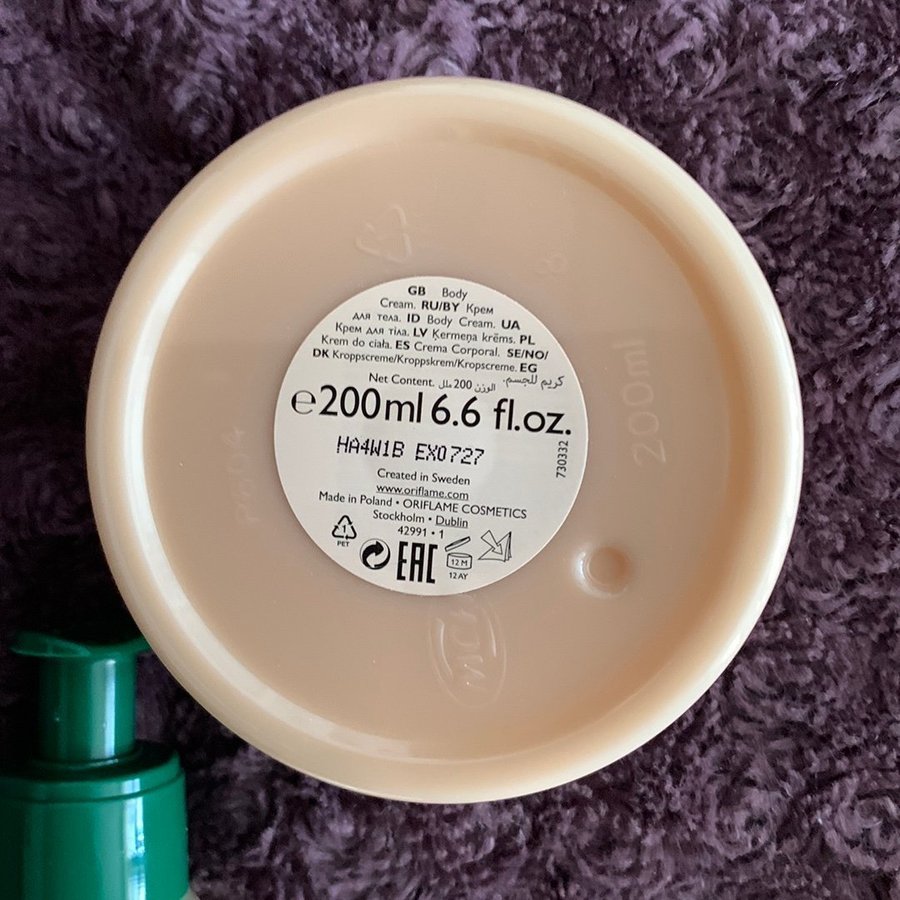 GB Body
Cream. RU/BY Крем
для тела. ID Body Cream. UA
Крем для тіла. LV Ķermeņa krēms. PL
Krem do ciała. ES Crema Corporal. SE/NO/
DK Kroppscreme/Kroppskrem/Kropscreme. EG
كريم للجسم.
Net Content. الوزن 200 ملل
e200ml 6.6 fl.oz.
HA4W1B EX0727
730332
Created in Sweden
www.oriflame.com
Made in Poland • ORIFLAME COSMETICS
Stockholm • Dublin
42991 • 1
1
PET
EAC
12 M
12 AY
200ml